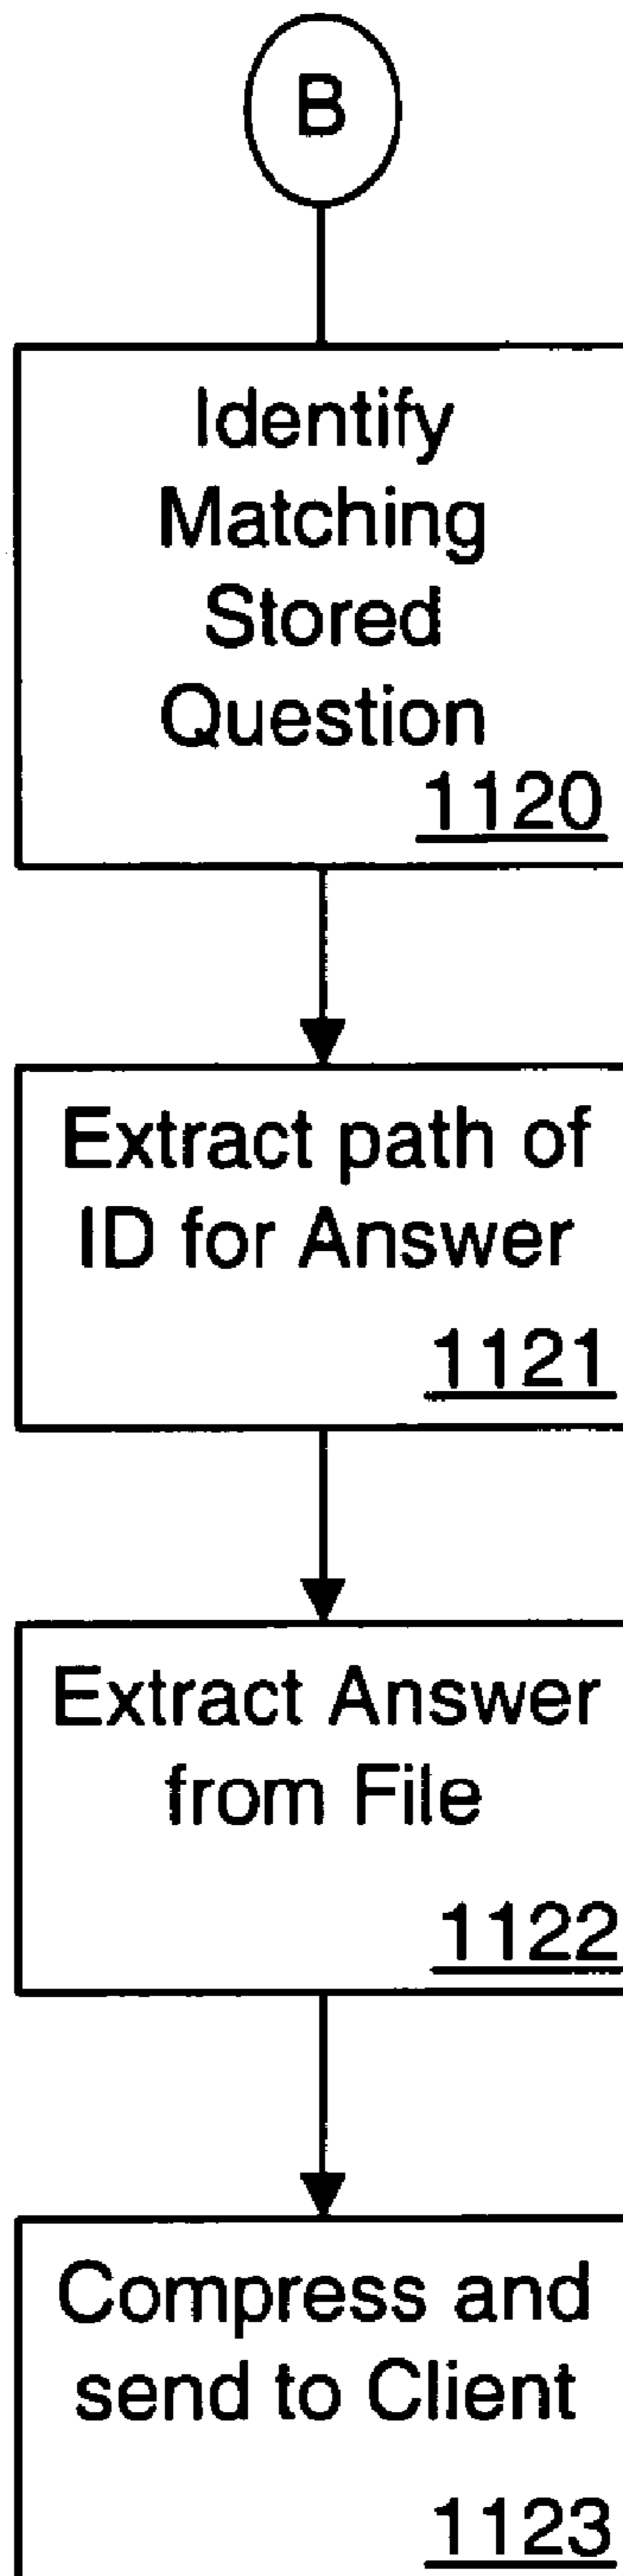 B
Identify
Matching
Stored
Question
1120
Extract path of
ID for Answer
1121
Extract Answer
from File
1122
Compress and
send to Client
1123